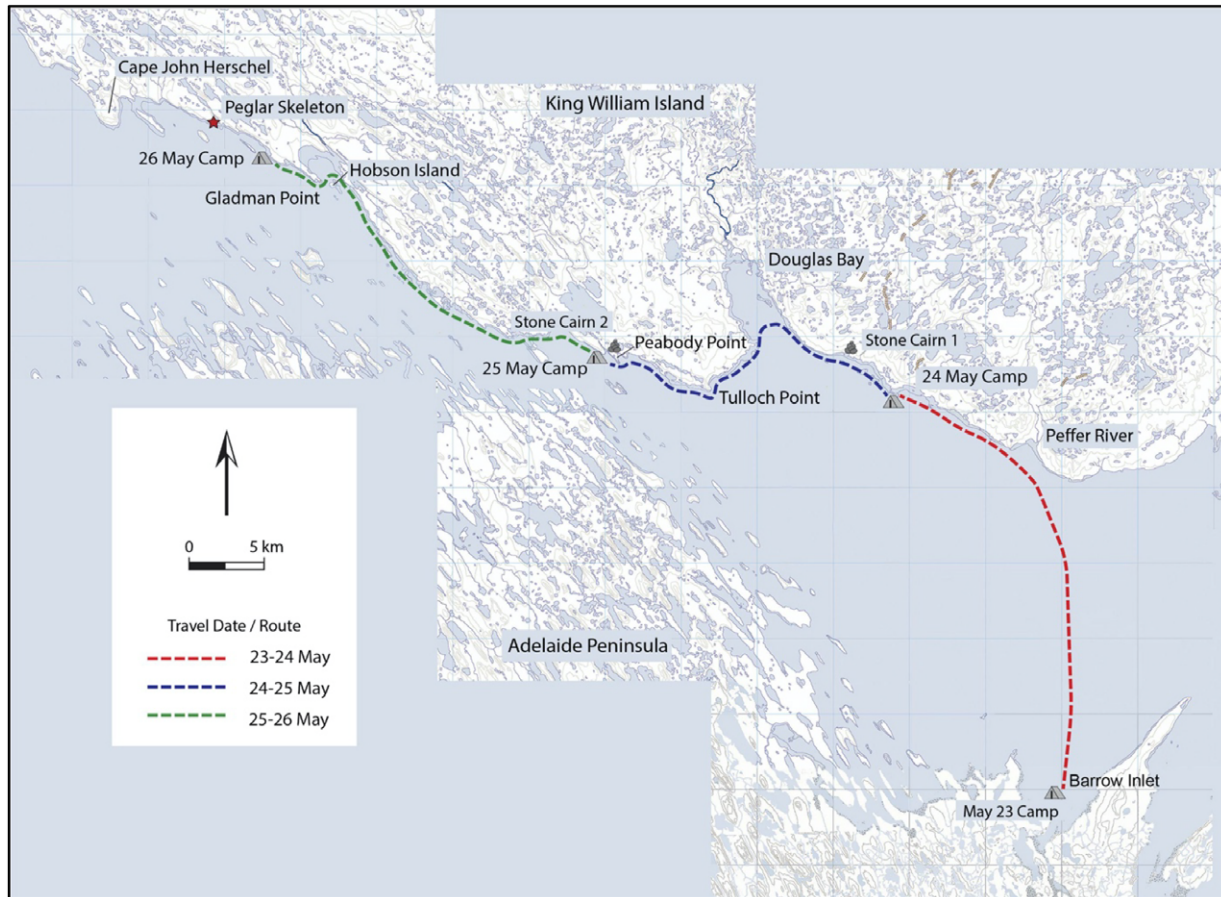 Cape John Herschel
Peglar Skeleton
King William Island
26 May Camp
Hobson Island
Gladman Point
Douglas Bay
Stone Cairn 2
Peabody Point
Stone Cairn 1
25 May Camp
24 May Camp
Tulloch Point
Peffer River
0 5 km
Travel Date / Route
23-24 May
24-25 May
25-26 May
Adelaide Peninsula
Barrow Inlet
May 23 Camp